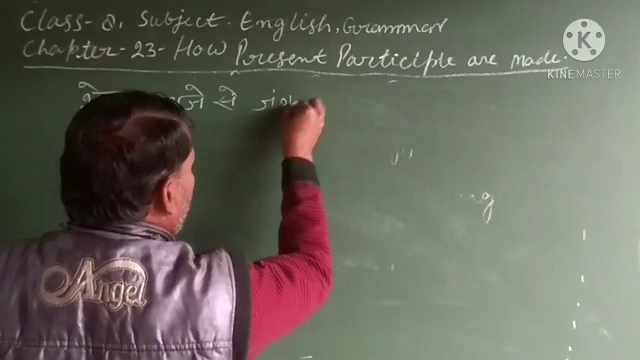 Class-8, Subject. English, Grammar
Chapter-23-How Present Participle are made.
से
KINEMASTER
Angel